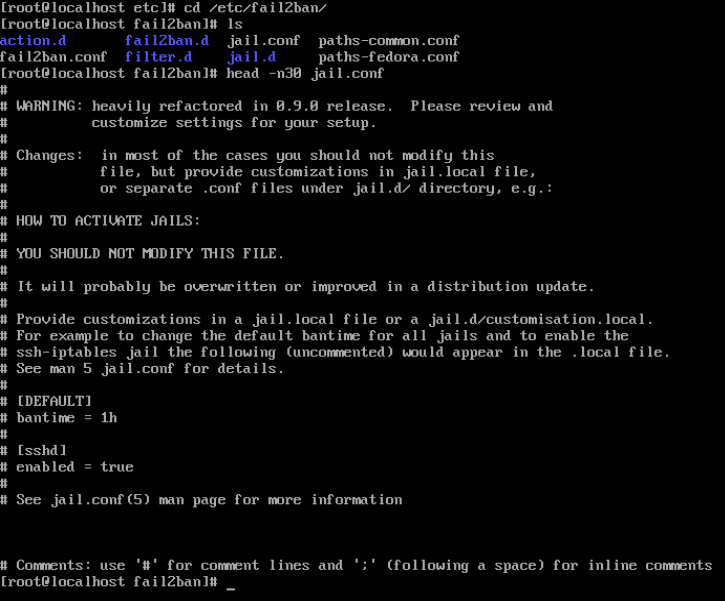 [root@localhost etc]# cd /etc/fail2ban/
[root@localhost fail2ban]# ls
action.d       fail2ban.d  jail.conf  paths-common.conf
fail2ban.conf  filter.d    jail.d     paths-fedora.conf
[root@localhost fail2ban]# head -n30 jail.conf
#
# WARNING: heavily refactored in 0.9.0 release.  Please review and
#          customize settings for your setup.
#
# Changes:  in most of the cases you should not modify this
#           file, but provide customizations in jail.local file,
#           or separate .conf files under jail.d/ directory, e.g.:
#
# HOW TO ACTIVATE JAILS:
#
# YOU SHOULD NOT MODIFY THIS FILE.
#
# It will probably be overwritten or improved in a distribution update.
#
# Provide customizations in a jail.local file or a jail.d/customisation.local.
# For example to change the default bantime for all jails and to enable the
# ssh-iptables jail the following (uncommented) would appear in the .local file.
# See man 5 jail.conf for details.
#
# [DEFAULT]
# bantime = 1h
#
# [sshd]
# enabled = true
#
# See jail.conf(5) man page for more information



# Comments: use '#' for comment lines and ';' (following a space) for inline comments
[root@localhost fail2ban]# _